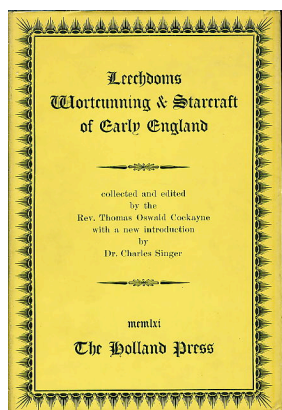 Leechdoms
Wortcunning & Starcraft
of Early England
collected and edited
by the
Rev. Thomas Oswald Cockayne
with a new introduction
by
Dr. Charles Singer
mcmlxi
The Holland Press